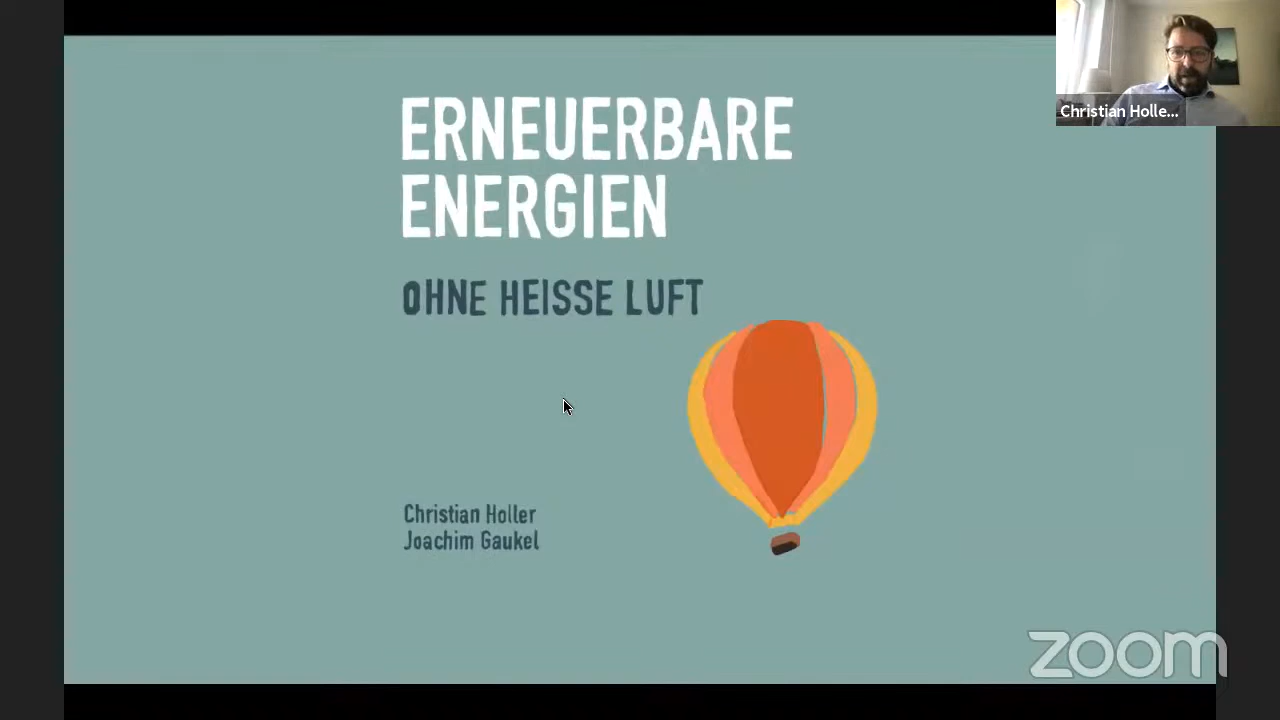 ERNEUERBARE
ENERGIEN
OHNE HEISSE LUFT
Christian Holler
Joachim Gaukel
Christian Holle...
zoom